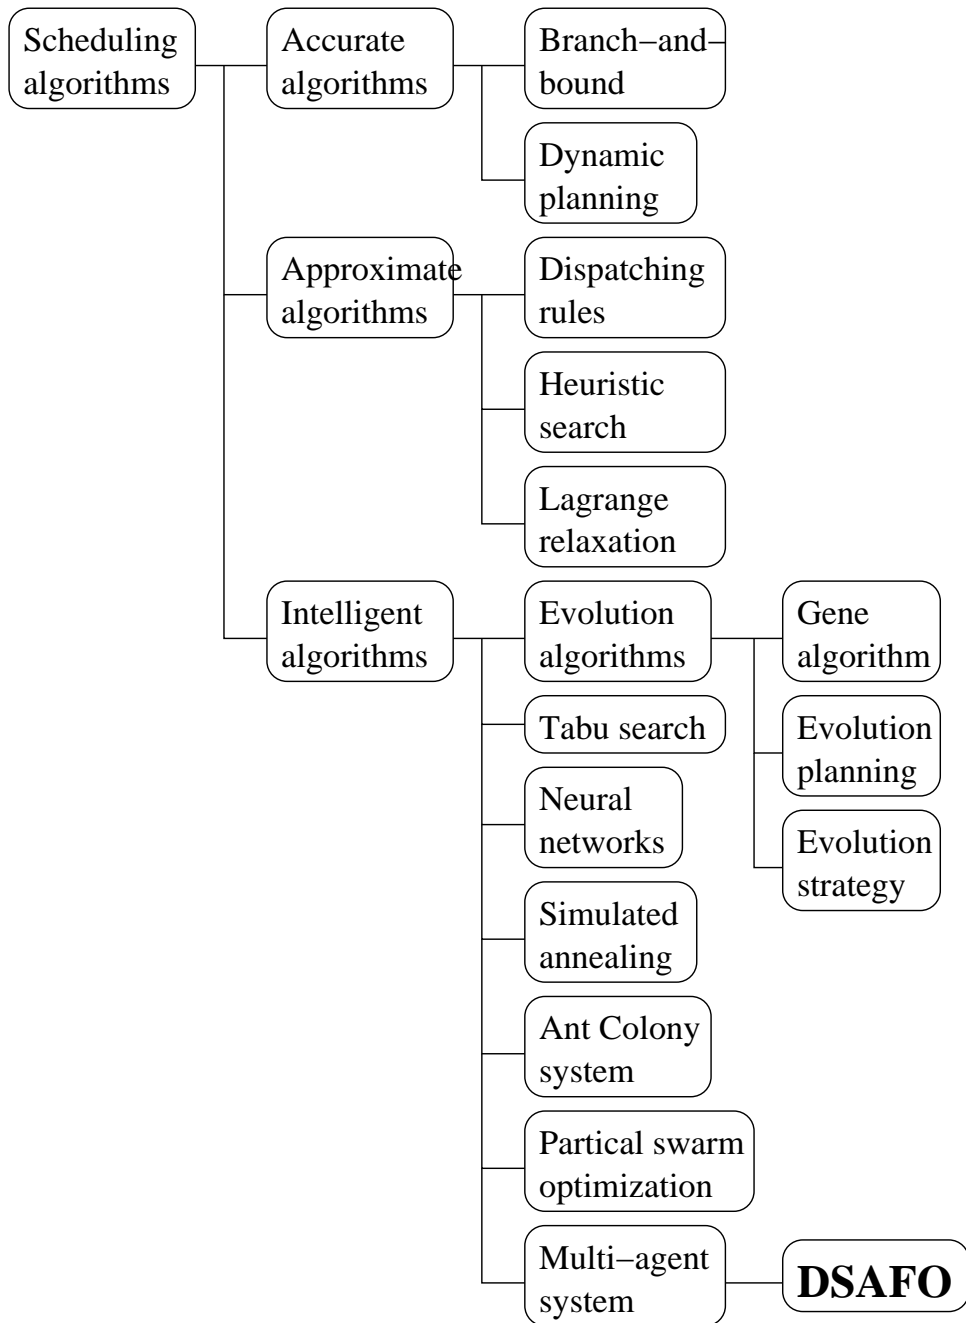 Scheduling
algorithms
Accurate
algorithms
Branch−and−
bound
Dynamic
planning
Approximate
algorithms
Dispatching
rules
Heuristic
search
Lagrange
relaxation
Intelligent
algorithms
Evolution
algorithms
Gene
algorithm
Evolution
planning
Evolution
strategy
Tabu search
Neural
networks
Simulated
annealing
Ant Colony
system
Partical swarm
optimization
Multi−agent
system
DSAFO